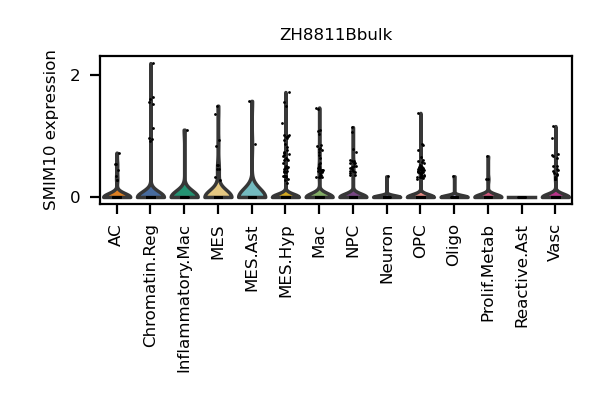 ZH8811Bbulk
SMIM10 expression
2
0
AC
Chromatin.Reg
Inflammatory.Mac
MES
MES.Ast
MES.Hyp
Mac
NPC
Neuron
OPC
Oligo
Prolif.Metab
Reactive.Ast
Vasc